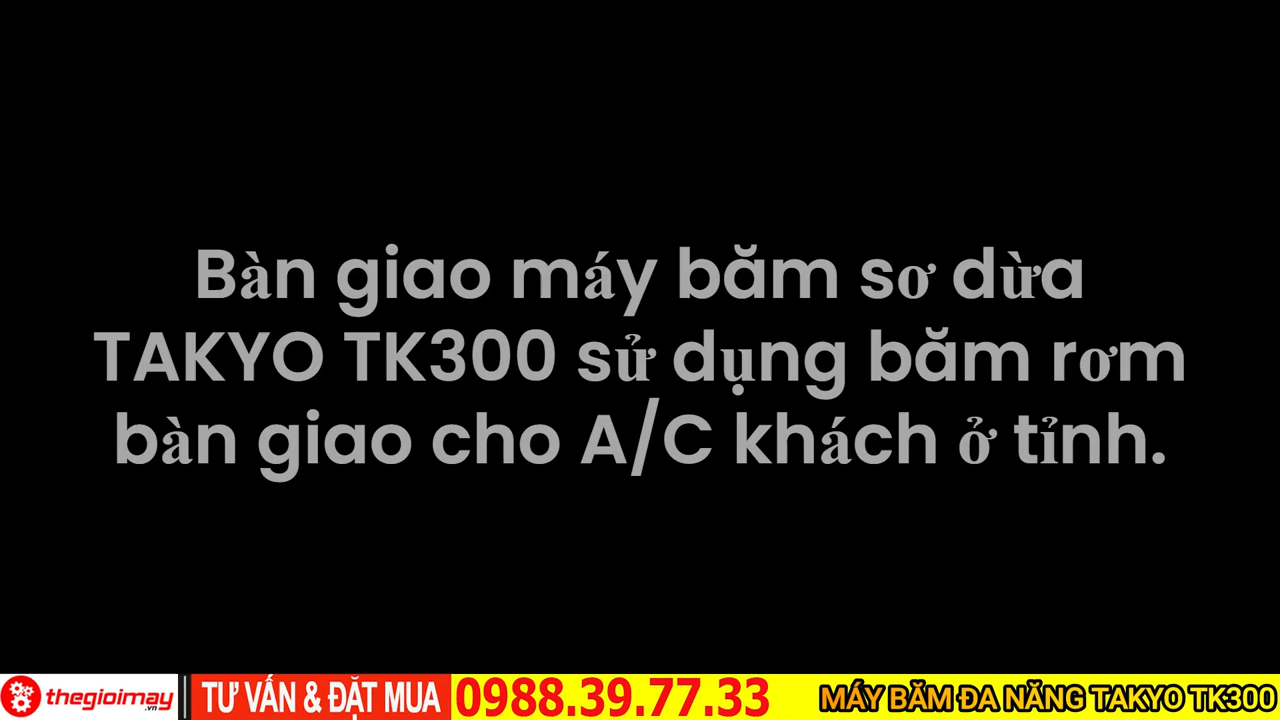 Bàn giao máy băm sơ dừa
TAKYO TK300 sử dụng băm rơm
bàn giao cho A/C khách ở tỉnh.
thegioimay.vn
TƯ VẤN & ĐẶT MUA
0988.39.77.33
MÁY BĂM ĐA NĂNG TAKYO TK300